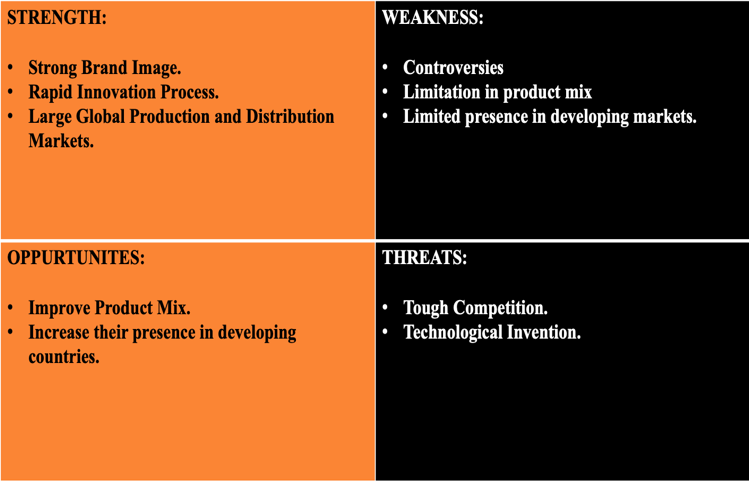 STRENGTH:
• Strong Brand Image.
• Rapid Innovation Process.
• Large Global Production and Distribution
Markets.
WEAKNESS:
• Controversies
• Limitation in product mix
• Limited presence in developing markets.
OPPURTUNITES:
• Improve Product Mix.
• Increase their presence in developing
countries.
THREATS:
• Tough Competition.
• Technological Invention.